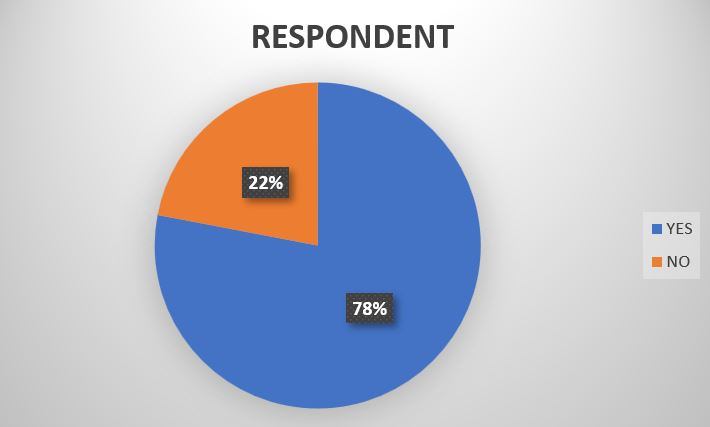 RESPONDENT
22%
78%
YES
NO